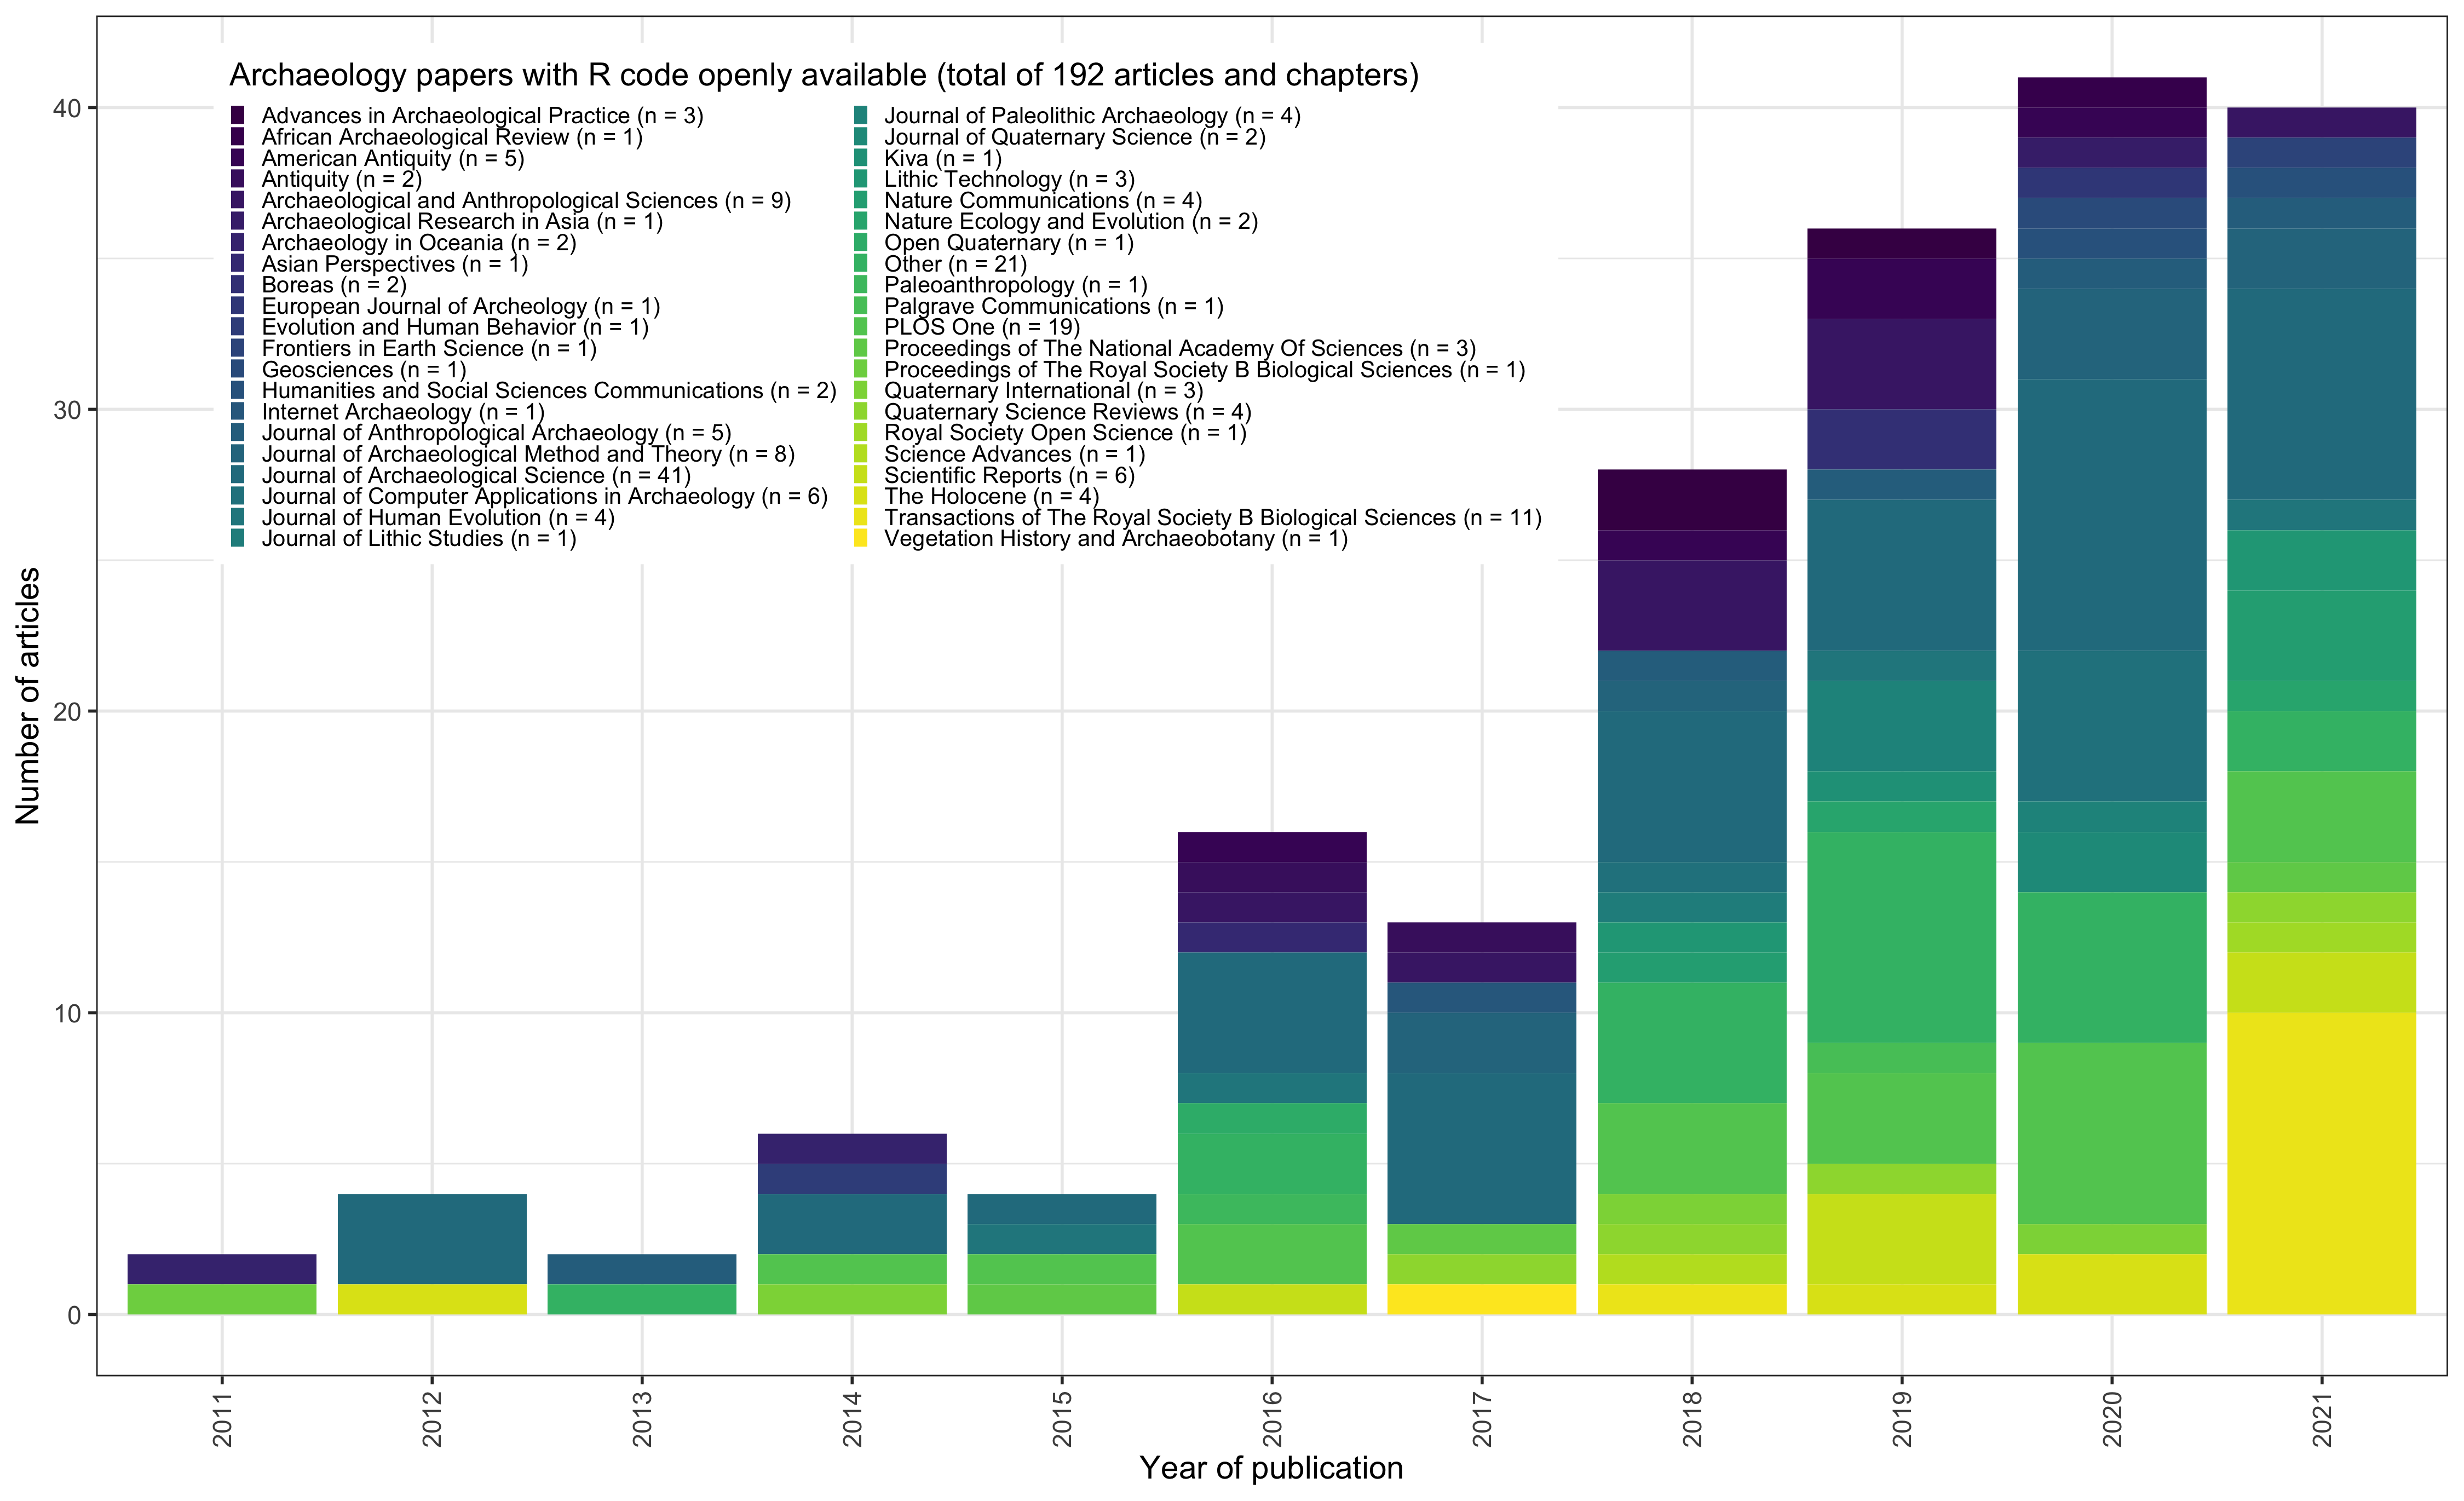 Archaeology papers with R code openly available (total of 192 articles and chapters)
Advances in Archaeological Practice (n = 3)
African Archaeological Review (n = 1)
American Antiquity (n = 5)
Antiquity (n = 2)
Archaeological and Anthropological Sciences (n = 9)
Archaeological Research in Asia (n = 1)
Archaeology in Oceania (n = 2)
Asian Perspectives (n = 1)
Boreas (n = 2)
European Journal of Archeology (n = 1)
Evolution and Human Behavior (n = 1)
Frontiers in Earth Science (n = 1)
Geosciences (n = 1)
Humanities and Social Sciences Communications (n = 2)
Internet Archaeology (n = 1)
Journal of Anthropological Archaeology (n = 5)
Journal of Archaeological Method and Theory (n = 8)
Journal of Archaeological Science (n = 41)
Journal of Computer Applications in Archaeology (n = 6)
Journal of Human Evolution (n = 4)
Journal of Lithic Studies (n = 1)
Journal of Paleolithic Archaeology (n = 4)
Journal of Quaternary Science (n = 2)
Kiva (n = 1)
Lithic Technology (n = 3)
Nature Communications (n = 4)
Nature Ecology and Evolution (n = 2)
Open Quaternary (n = 1)
Other (n = 21)
Paleoanthropology (n = 1)
Palgrave Communications (n = 1)
PLOS One (n = 19)
Proceedings of The National Academy Of Sciences (n = 3)
Proceedings of The Royal Society B Biological Sciences (n = 1)
Quaternary International (n = 3)
Quaternary Science Reviews (n = 4)
Royal Society Open Science (n = 1)
Science Advances (n = 1)
Scientific Reports (n = 6)
The Holocene (n = 4)
Transactions of The Royal Society B Biological Sciences (n = 11)
Vegetation History and Archaeobotany (n = 1)
Number of articles
40
30
20
10
0
2011
2012
2013
2014
2015
2016
2017
2018
2019
2020
2021
Year of publication